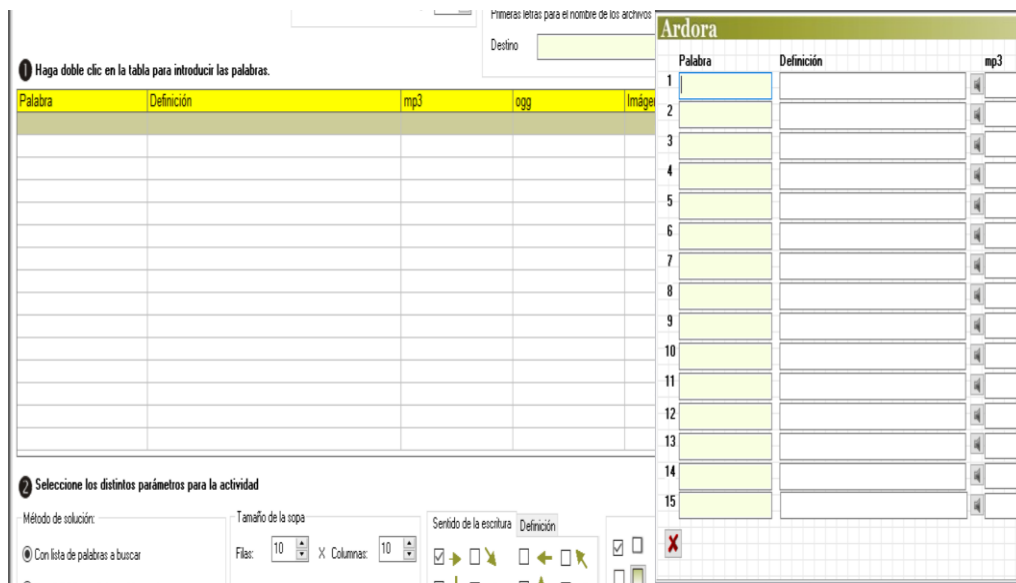 Primeras letras para el nombre de los archivos
Destino
1 Haga doble clic en la tabla para introducir las palabras.
Palabra Definición mp3 ogg
2 Seleccione los distintos parámetros para la actividad
Método de solución:
Con lista de palabras a buscar
Tamaño de la sopa
Filas: 10 X Columnas: 10
Sentido de la escritura Definición
Ardora
Palabra Definición mp3
1
2
3
4
5
6
7
8
9
10
11
12
13
14
15